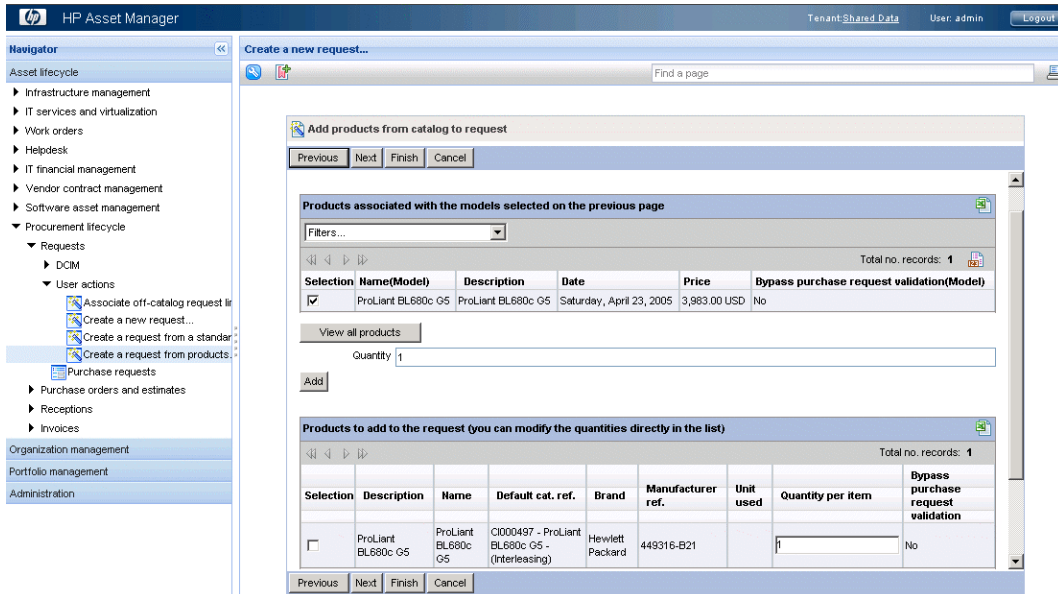 HP Asset Manager
Tenant:Shared Data User: admin Logout
Navigator
Create a new request...
Asset lifecycle
Find a page
Infrastructure management
IT services and virtualization
Work orders
Helpdesk
IT financial management
Vendor contract management
Software asset management
Procurement lifecycle
Requests
DCIM
User actions
Associate off-catalog request lir
Create a new request...
Create a request from a standar
Create a request from products.
Purchase requests
Purchase orders and estimates
Receptions
Invoices
Organization management
Portfolio management
Administration
Add products from catalog to request
Previous Next Finish Cancel
Products associated with the models selected on the previous page
Filters...
Total no. records: 1
Selection Name(Model) Description Date Price Bypass purchase request validation(Model)
ProLiant BL680c G5 ProLiant BL680c G5 Saturday, April 23, 2005 3,983.00 USD No
View all products
Quantity 1
Add
Products to add to the request (you can modify the quantities directly in the list)
Total no. records: 1
Selection Description Name Default cat. ref. Brand Manufacturer ref. Unit used Quantity per item Bypass purchase request validation
ProLiant BL680c G5 ProLiant BL680c G5 CI000497 - ProLiant BL680c G5 - (Interleasing) Hewlett Packard 449316-B21 1 No
Previous Next Finish Cancel